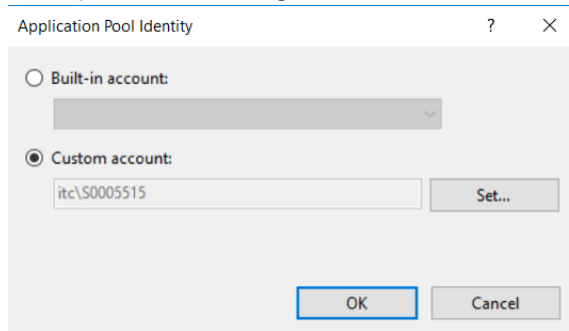 Application Pool Identity
?
Built-in account:
Custom account:
itc\S0005515
Set...
OK
Cancel